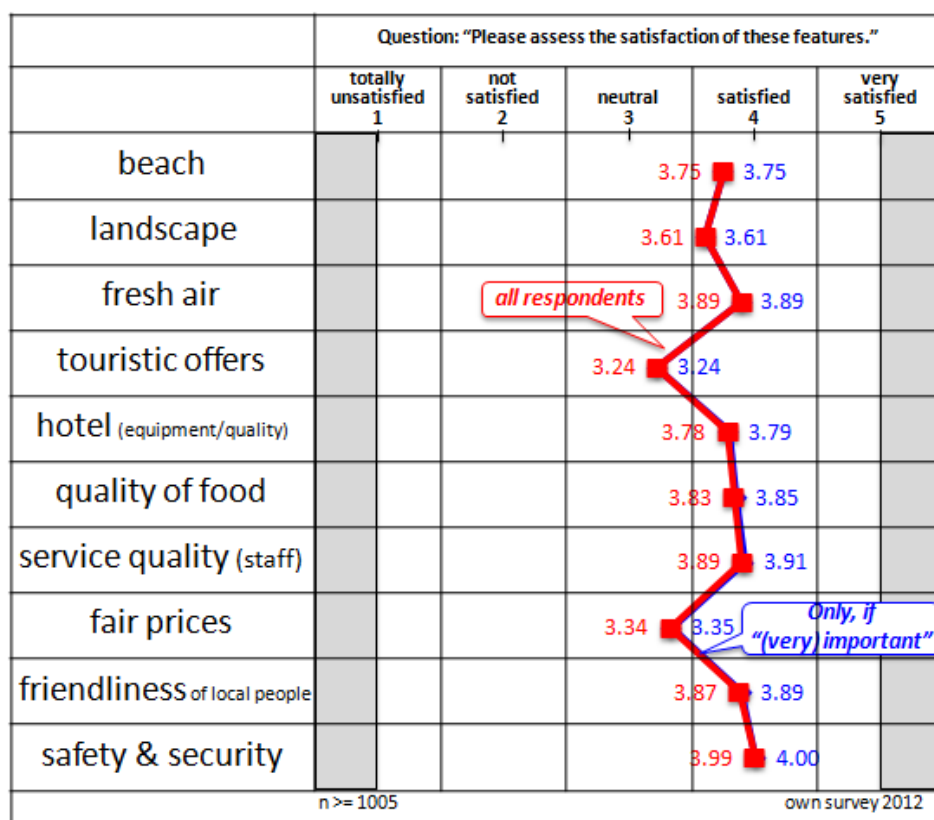 Question: “Please assess the satisfaction of these features.”
totally unsatisfied 1
not satisfied 2
neutral 3
satisfied 4
very satisfied 5
beach 3.75 3.75
landscape 3.61 3.61
fresh air 3.89 3.89
all respondents
touristic offers 3.24 3.24
hotel (equipment/quality) 3.78 3.79
quality of food 3.83 3.85
service quality (staff) 3.89 3.91
fair prices 3.34 3.35
Only, if
“(very) important”
friendliness of local people 3.87 3.89
safety & security 3.99 4.00
n >= 1005
own survey 2012